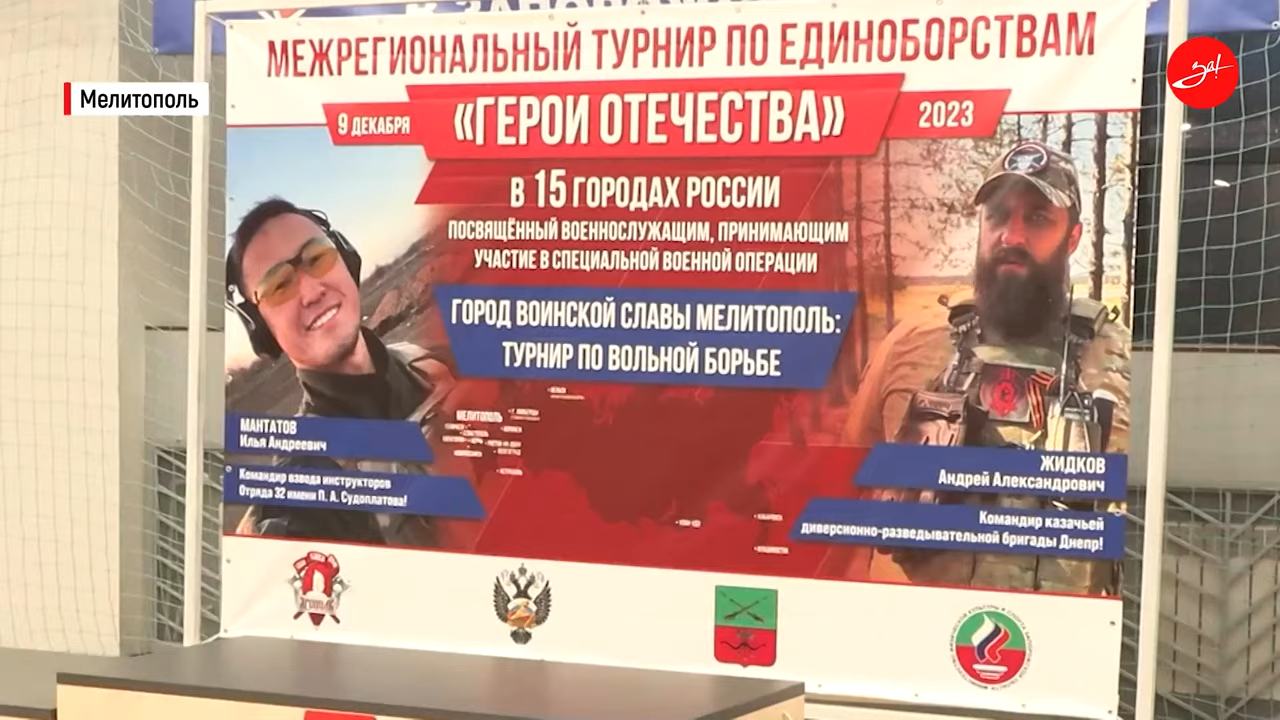 Мелитополь
За!
МЕЖРЕГИОНАЛЬНЫЙ ТУРНИР ПО ЕДИНОБОРСТВАМ
9 ДЕКАБРЯ
«ГЕРОИ ОТЕЧЕСТВА»
2023
В 15 ГОРОДАХ РОССИИ
ПОСВЯЩЁННЫЙ ВОЕННОСЛУЖАЩИМ, ПРИНИМАЮЩИМ
УЧАСТИЕ В СПЕЦИАЛЬНОЙ ВОЕННОЙ ОПЕРАЦИИ
ГОРОД ВОИНСКОЙ СЛАВЫ МЕЛИТОПОЛЬ:
ТУРНИР ПО ВОЛЬНОЙ БОРЬБЕ
МЕЛИТОПОЛЬ
МАНТАТОВ
Илья Андреевич
Командир взвода инструкторов
Отряда 32 имени П. А. Судоплатова!
ЖИДКОВ
Андрей Александрович
Командир казачьей
диверсионно-разведывательной бригады Днепр!